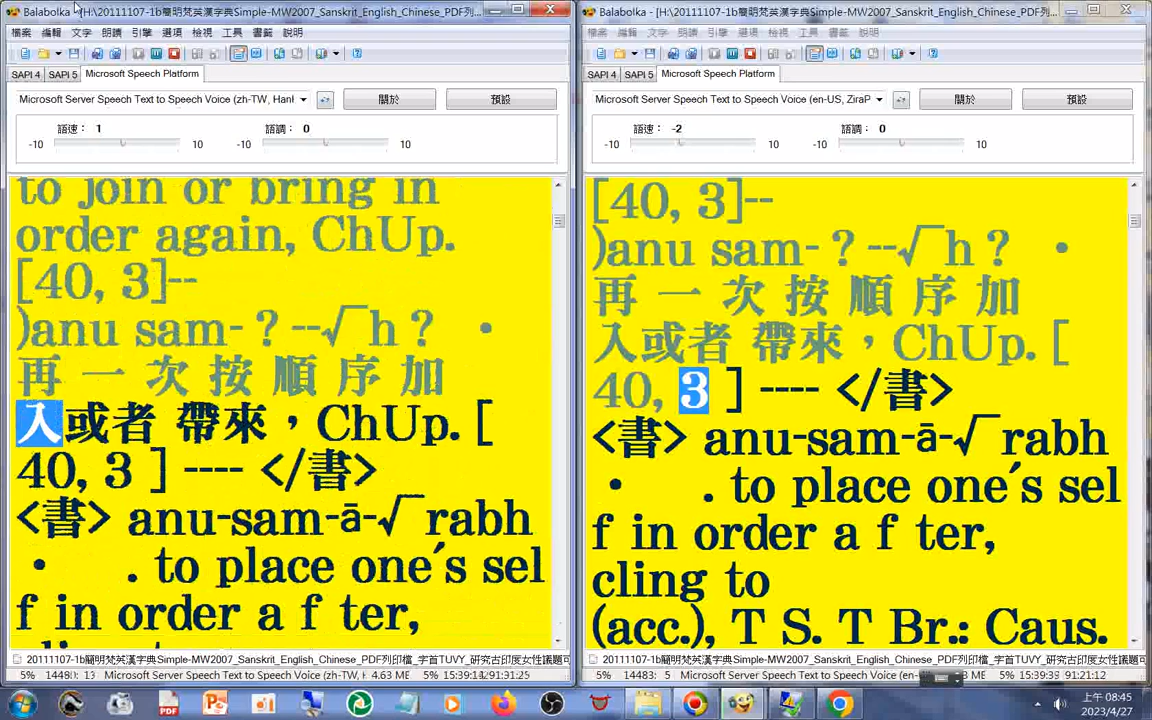 Balabolka - [H:\20111107-1b簡明梵英漢字典Simple-MW2007_Sanskrit_English_Chinese_PDF列...
檔案 編輯 文字 朗讀 引擎 選項 檢視 工具 書籤 說明
SAPI 4 SAPI 5 Microsoft Speech Platform
Microsoft Server Speech Text to Speech Voice (zh-TW, Hanl
關於 預設
語速： 1 語調： 0
-10 10 -10 10
to join or bring in
order again, ChUp.
[40, 3]--
)anu sam- ? --√ h ? •
再 一 次 按 順 序 加
入或者 帶來，ChUp. [
40, 3 ] ---- </書>
<書> anu-sam-ā-√ rabh
• . to place one's sel
f in order a f ter,
20111107-1b簡明梵英漢字典Simple-MW2007_Sanskrit_English_Chinese_PDF列印檔_字首TUVY_研究古印度女性議題可
5% Microsoft Server Speech Text to Speech Voice (zh-TW, H 4.63 ME
Balabolka - [H:\20111107-1b簡明梵英漢字典Simple-MW2007_Sanskrit_English_Chinese_PDF列印...
檔案 編輯 文字 朗讀 引擎 選項 檢視 工具 書籤 說明
SAPI 4 SAPI 5 Microsoft Speech Platform
Microsoft Server Speech Text to Speech Voice (en-US, ZiraP
關於 預設
語速： -2 語調： 0
-10 10 -10 10
[40, 3]--
)anu sam- ? --√ h ? •
再 一 次 按 順 序 加
入或者 帶來，ChUp. [
40, 3 ] ---- </書>
<書> anu-sam-ā-√ rabh
• . to place one's sel
f in order a f ter,
cling to
(acc.), T S. T Br.: Caus.
20111107-1b簡明梵英漢字典Simple-MW2007_Sanskrit_English_Chinese_PDF列印檔_字首TUVY_研究古印度女性議題可
5% 14483: 5 Microsoft Server Speech Text to Speech Voice (en-US, Z 4.63 ME
上午 08:45
2023/4/27